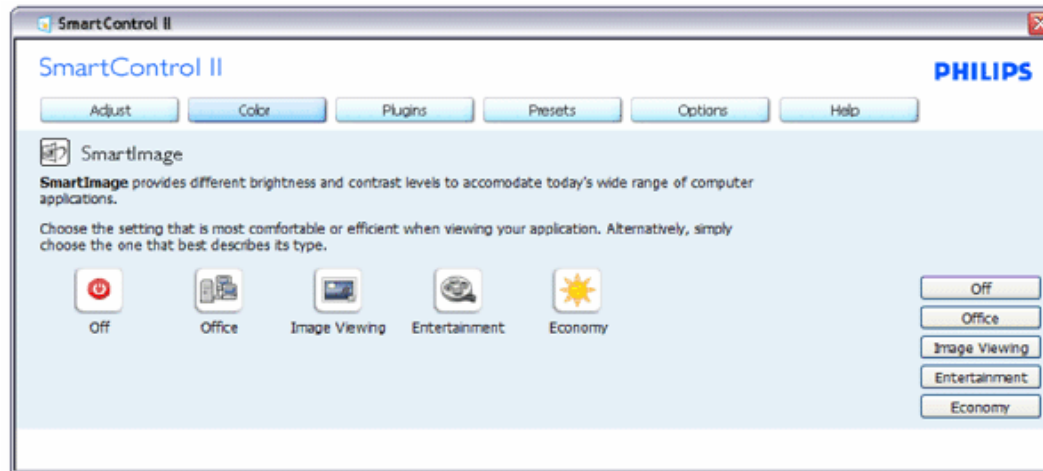 SmartControl II
SmartControl II
PHILIPS
Adjust Color Plugins Presets Options Help
SmartImage
SmartImage provides different brightness and contrast levels to accomodate today's wide range of computer
applications.
Choose the setting that is most comfortable or efficient when viewing your application. Alternatively, simply
choose the one that best describes its type.
Off Office Image Viewing Entertainment Economy
Off
Office
Image Viewing
Entertainment
Economy